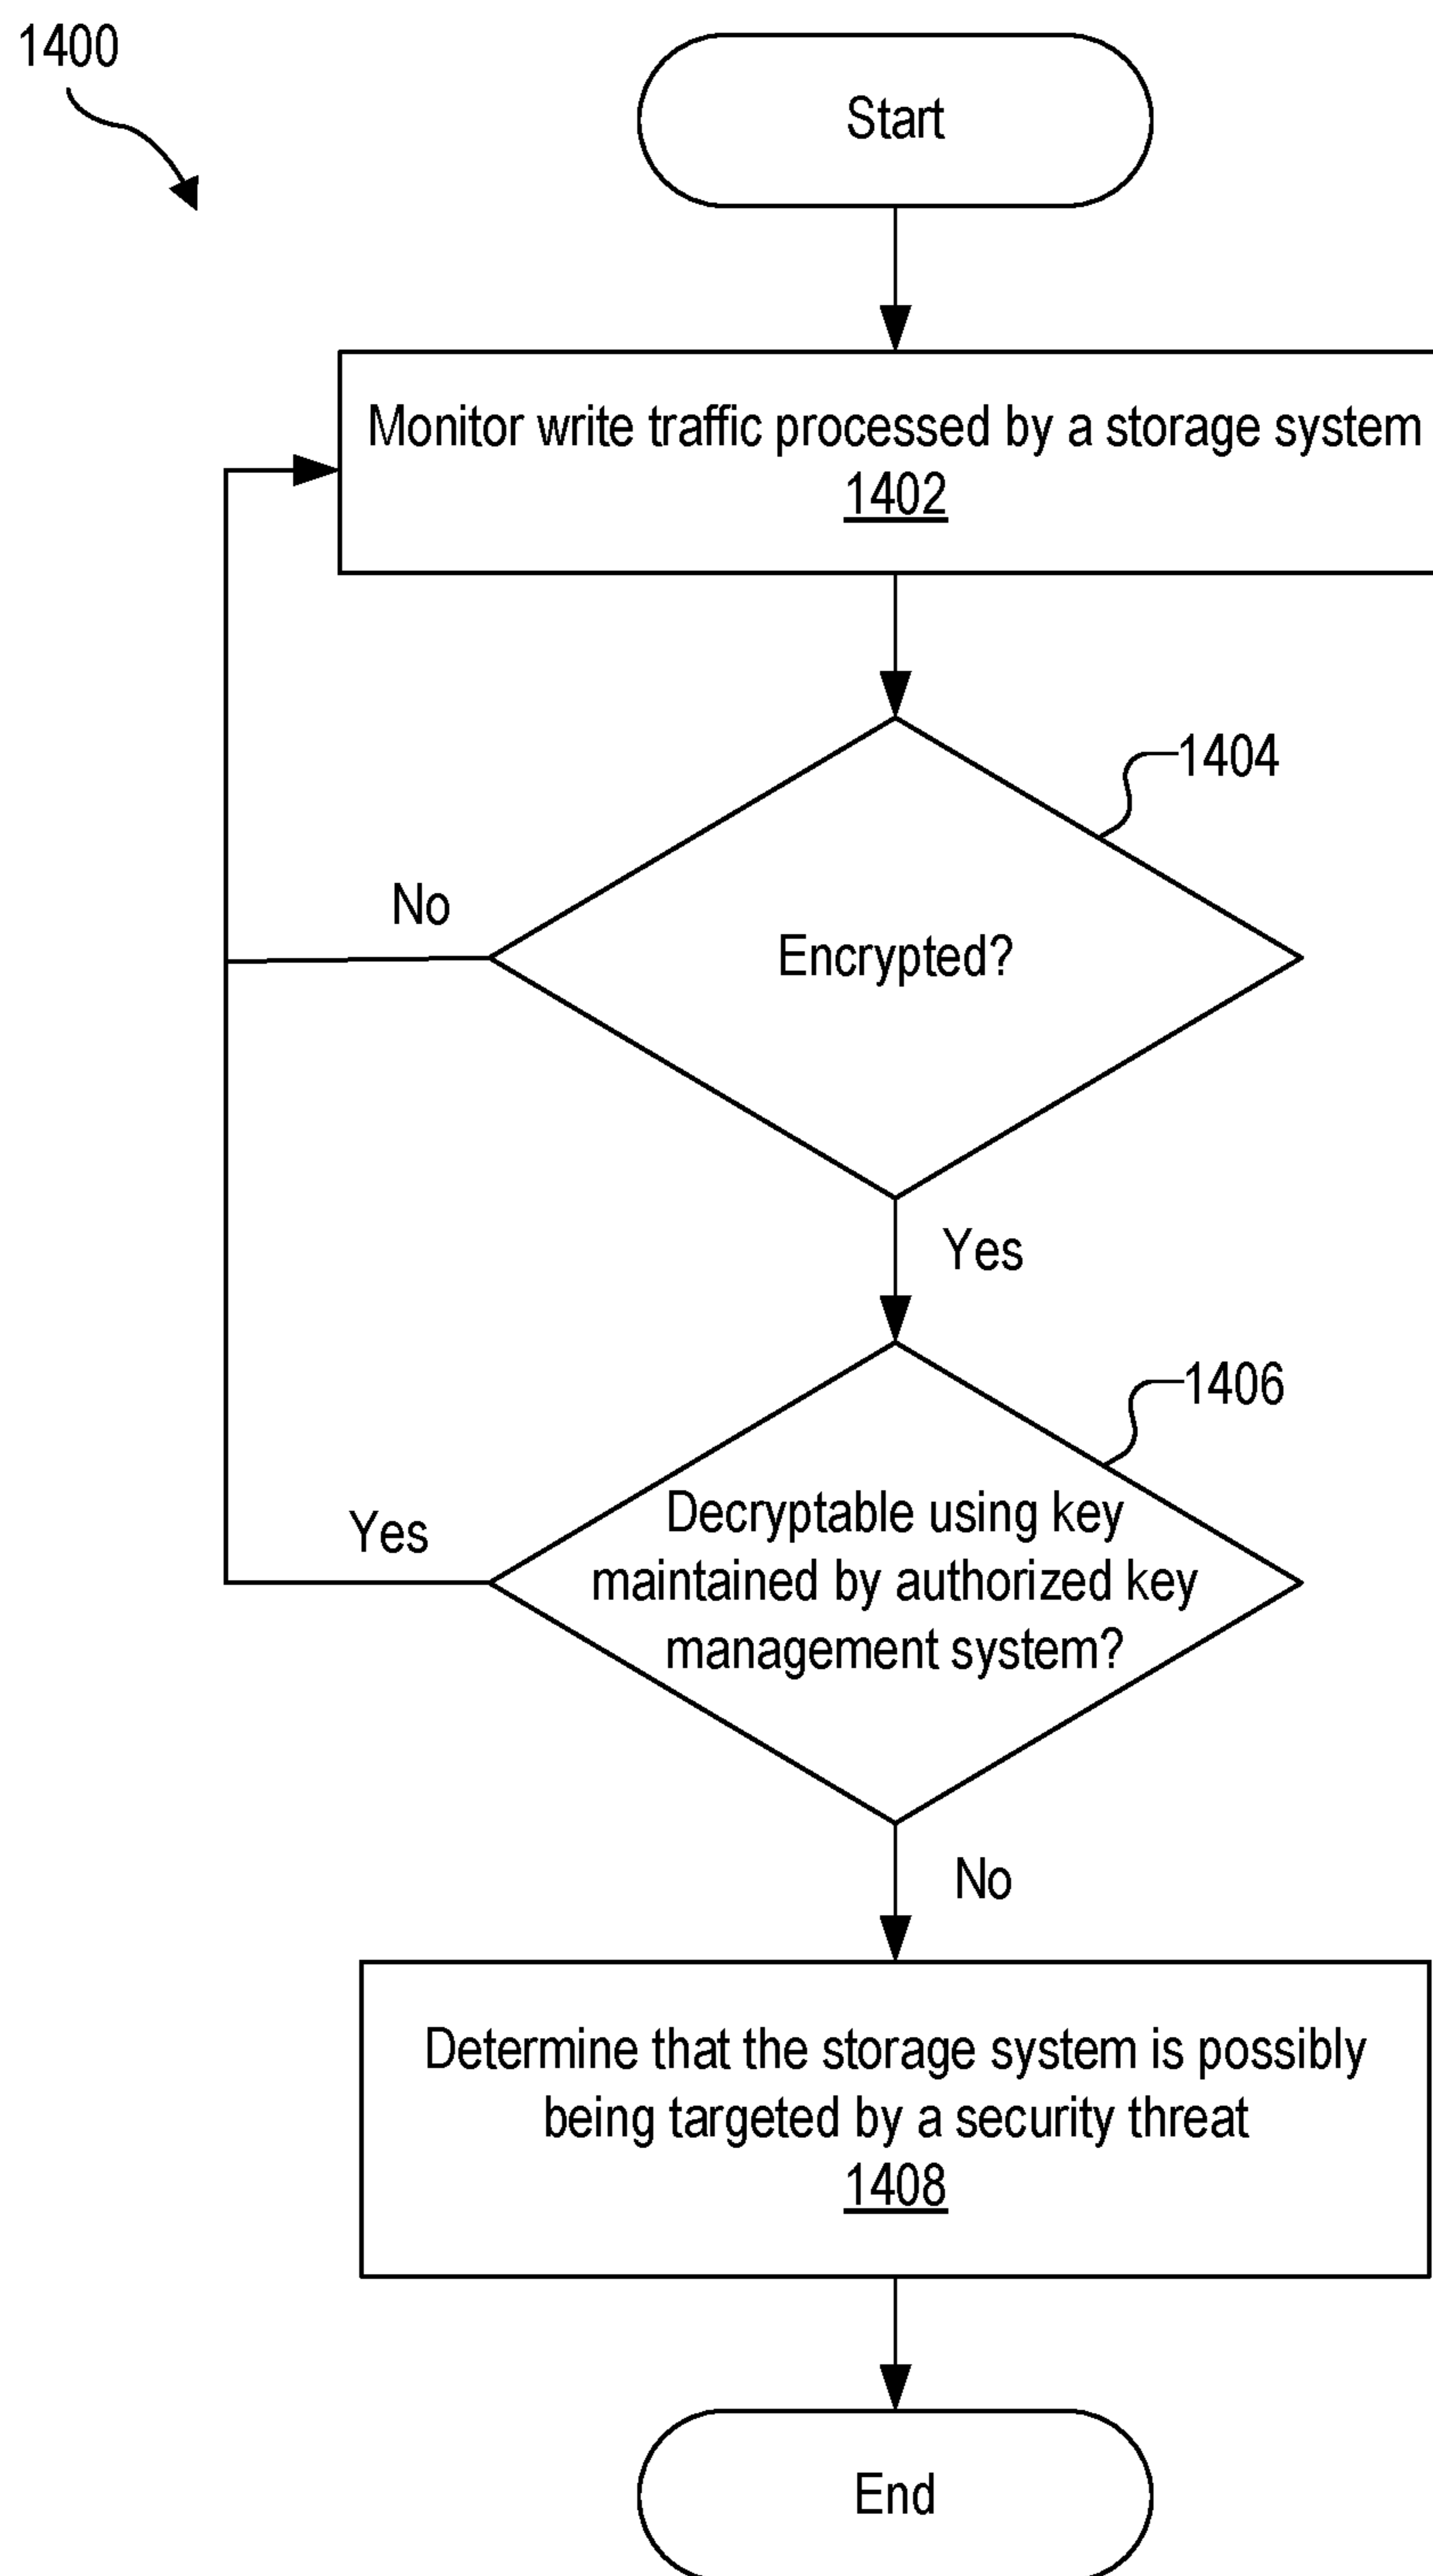 1400
Start
Monitor write traffic processed by a storage system
1402
1404
No
Encrypted?
Yes
1406
Yes
Decryptable using key
maintained by authorized key
management system?
No
Determine that the storage system is possibly
being targeted by a security threat
1408
End